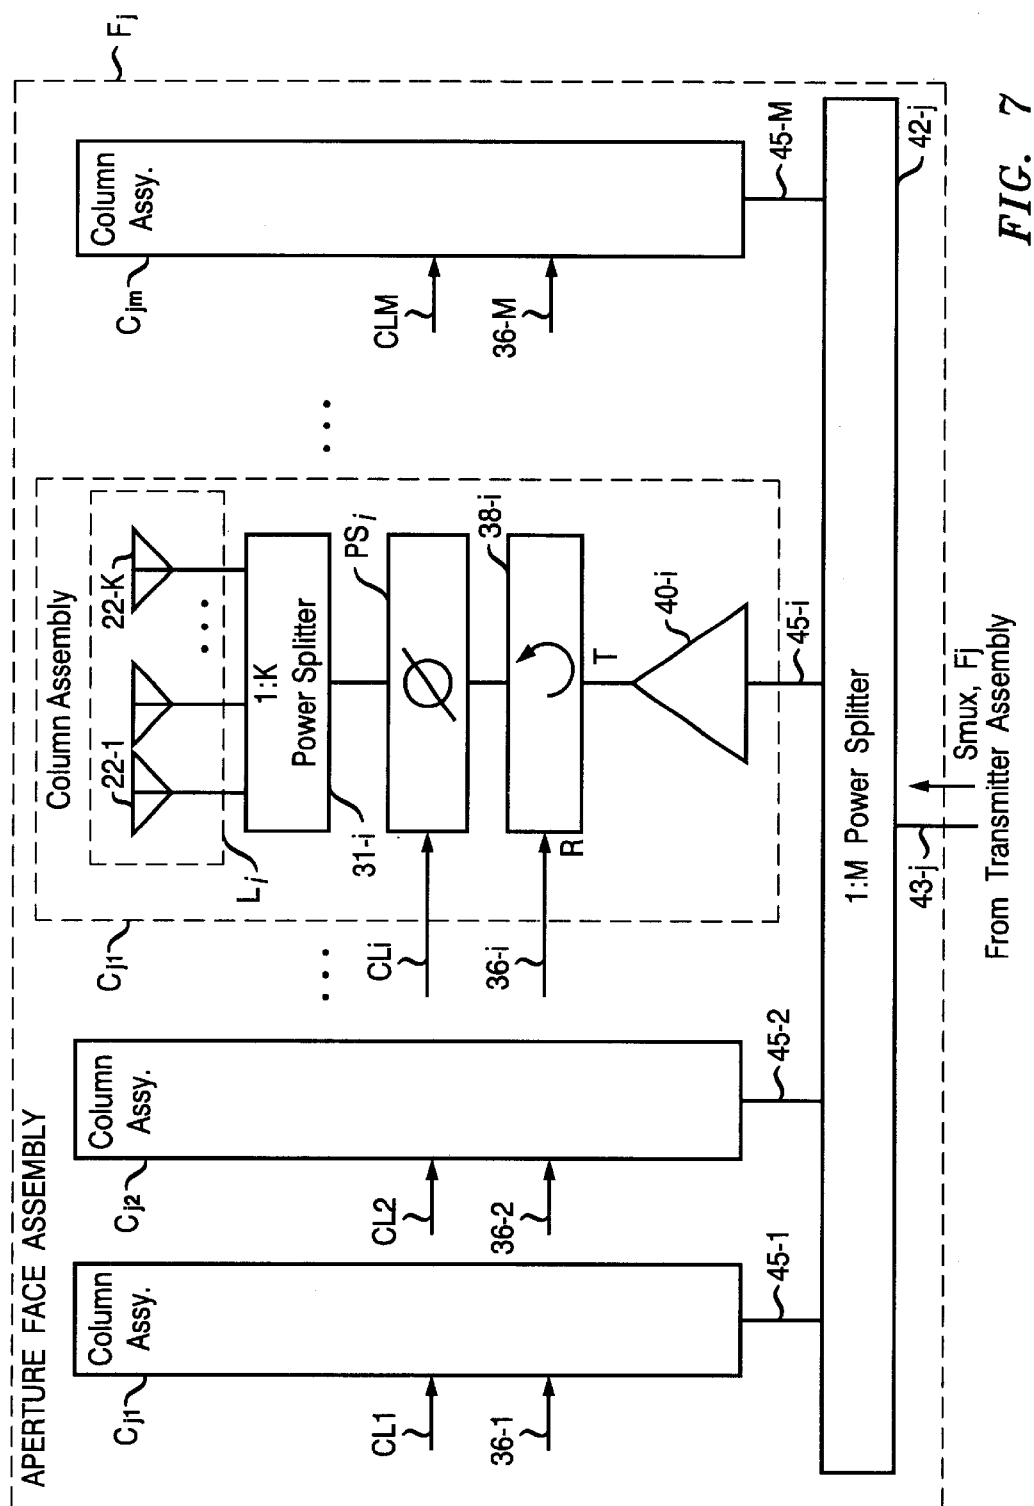 APERTURE FACE ASSEMBLY
Fj
Cj1
Column
Assy.
CL1
36-1
45-1
Cj2
Column
Assy.
CL2
36-2
45-2
...
Cj1
Column Assembly
22-1
22-K
...
Li
1:K
Power Splitter
31-i
PSi
CLi
38-i
36-i
R
T
40-i
45-i
...
Cjm
Column
Assy.
CLM
36-M
45-M
1:M Power Splitter
42-j
43-j
Smux, Fj
From Transmitter Assembly
FIG. 7